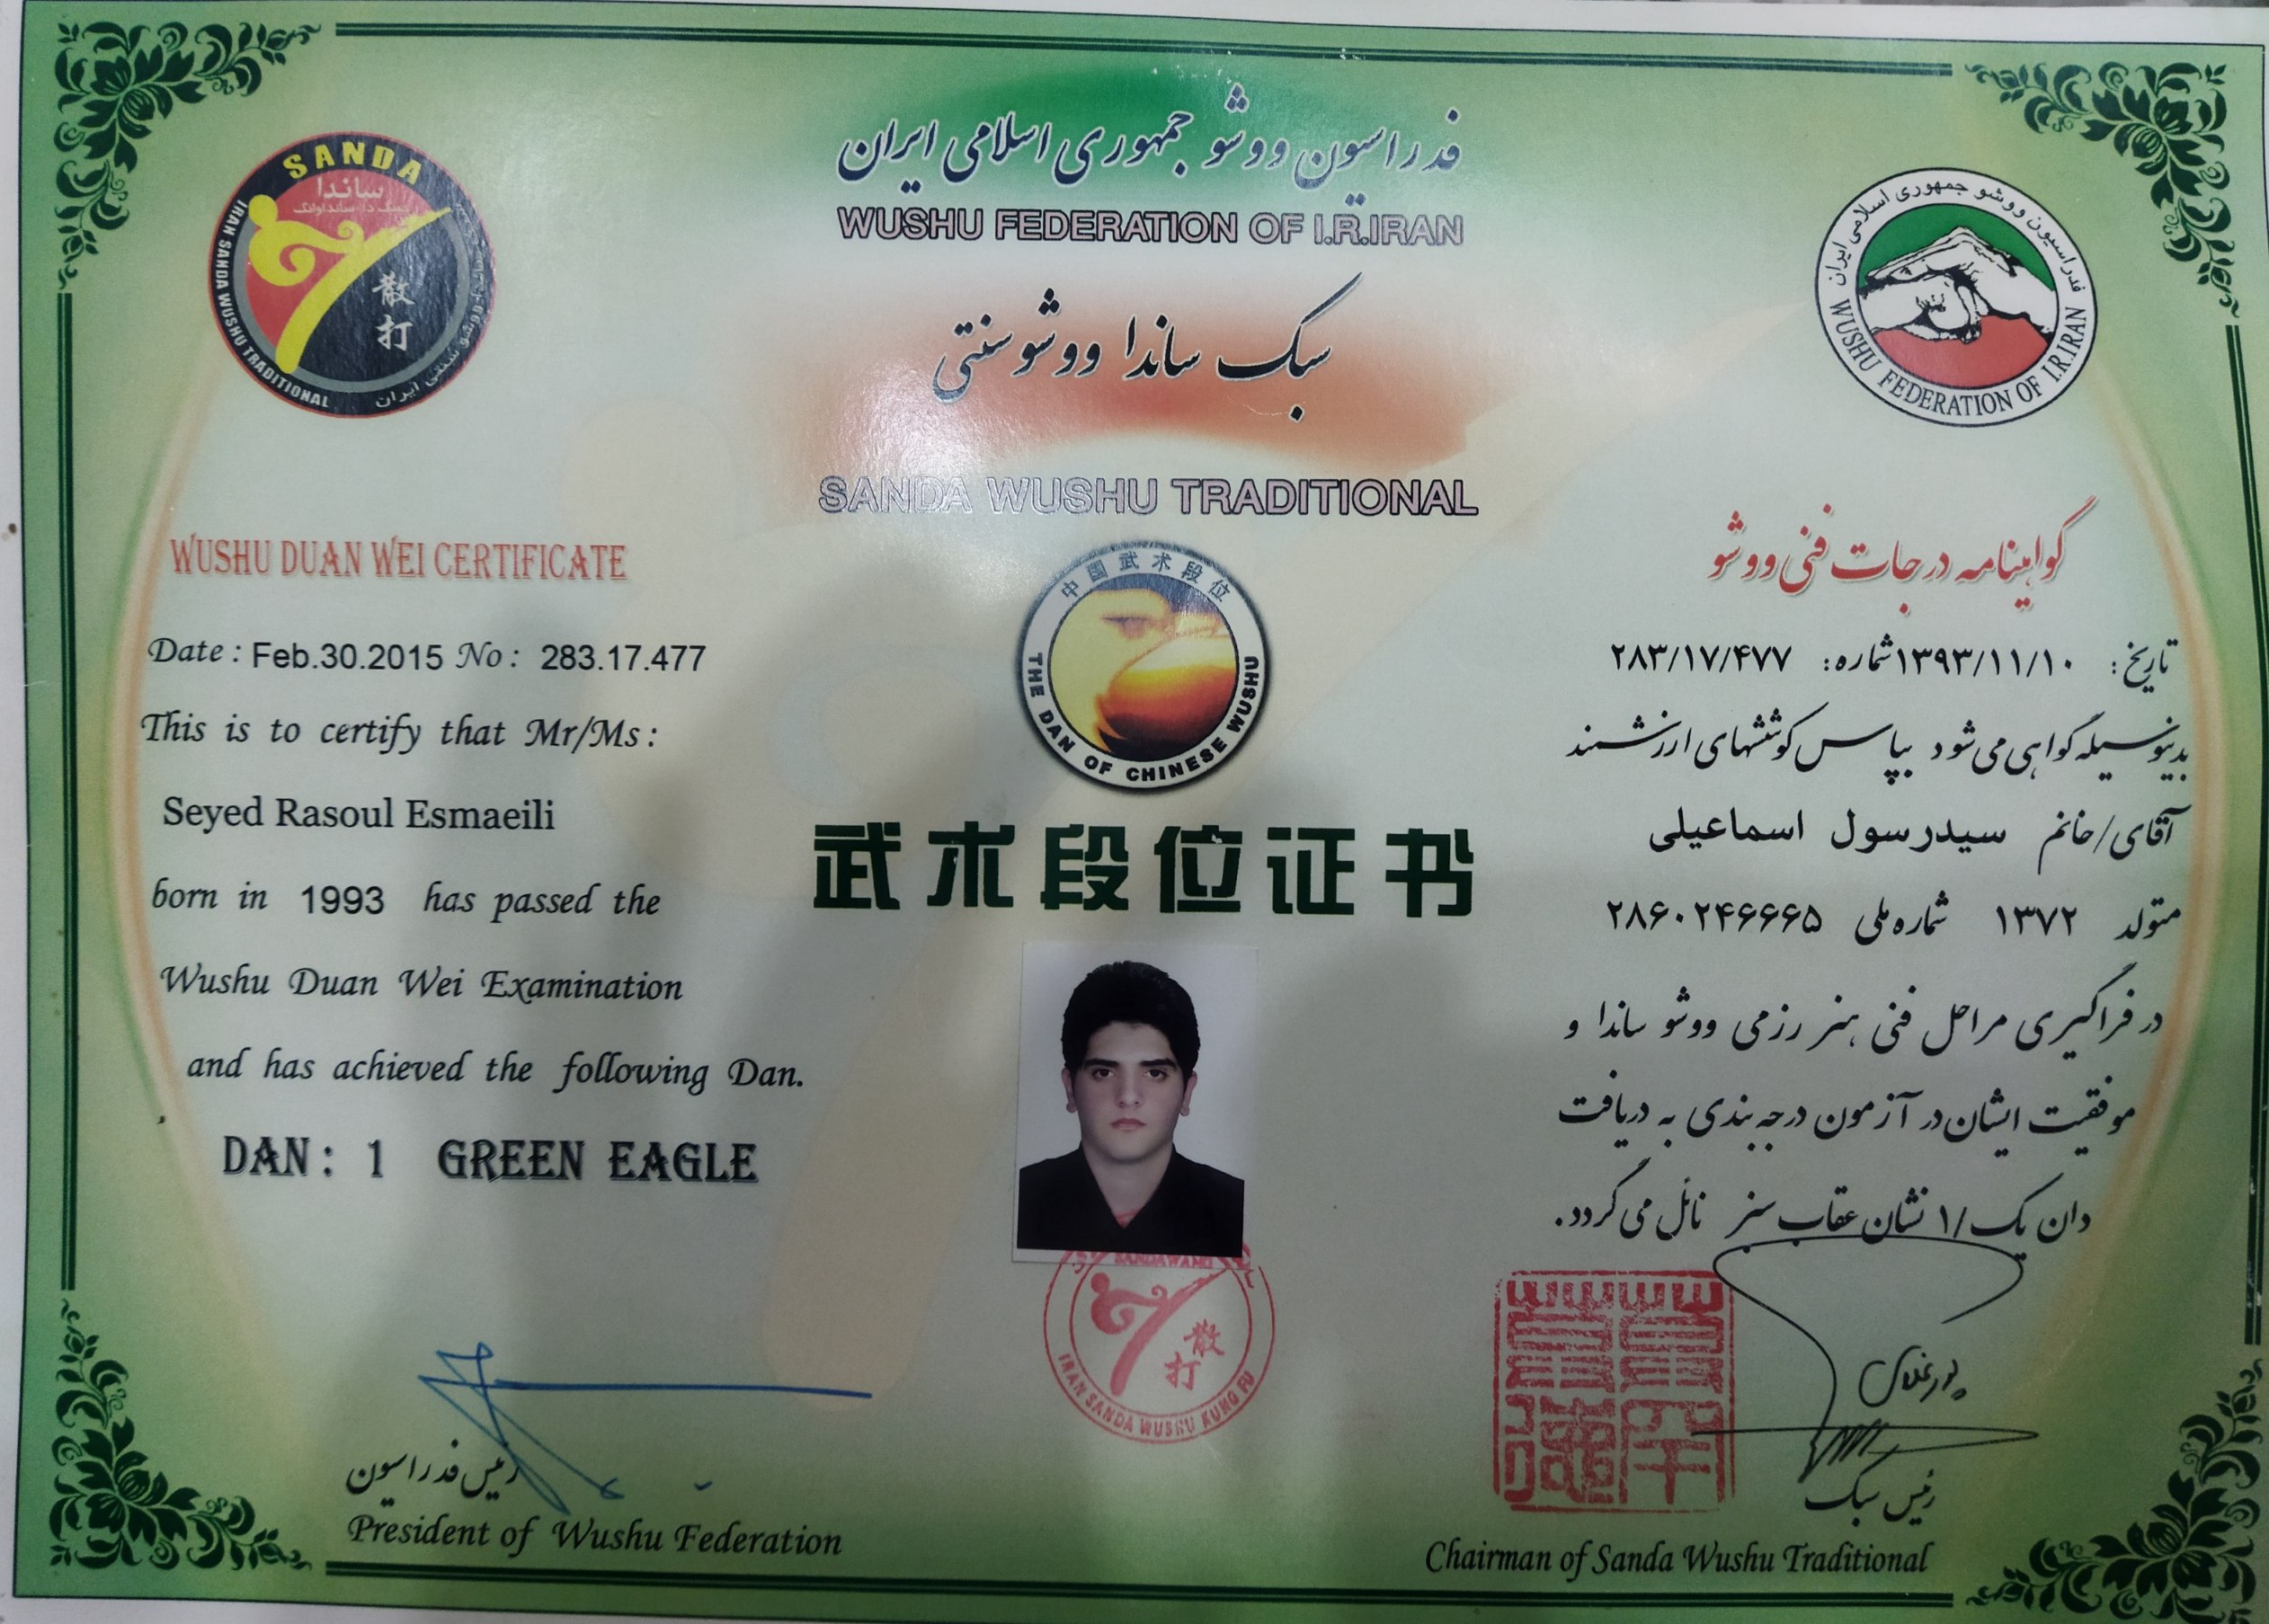 فدراسیون ووشو جمهوری اسلامی ایران
WUSHU FEDERATION OF I.R.IRAN
سبک ساندا ووشو سنتی
SANDA WUSHU TRADITIONAL
SANDA
ساندا
散打
IRAN SANDA WUSHU TRADITIONAL
فدراسیون ووشو جمهوری اسلامی ایران
WUSHU FEDERATION OF I.R.IRAN
中国武术段位
THE DAN OF CHINESE WUSHU
武术段位证书
WUSHU DUAN WEI CERTIFICATE
Date : Feb.30.2015 No : 283.17.477
This is to certify that Mr/Ms :
Seyed Rasoul Esmaeili
born in 1993 has passed the
Wushu Duan Wei Examination
and has achieved the following Dan.
DAN : 1 GREEN EAGLE
گواهینامه درجات فنی ووشو
تاریخ: ۱۳۹۳/۱۱/۱۰ شماره: ۲۸۳/۱۷/۴۷۷
بدینوسیله گواهی می شود بپاس کوششهای ارزشمند
آقای/خانم سیدرسول اسماعیلی
متولد ۱۳۷۲ شماره ملی ۲۸۶۰۲۴۶۶۶۵
در فراگیری مراحل فنی هنر رزمی ووشو ساندا و
موفقیت ایشان در آزمون درجه بندی به دریافت
دان یک/۱ نشان عقاب سبز نائل می گردد.
SANDAWANG
散打
IRAN SANDA WUSHU KUNG FU
رئیس فدراسیون
President of Wushu Federation
رئیس سبک
Chairman of Sanda Wushu Traditional